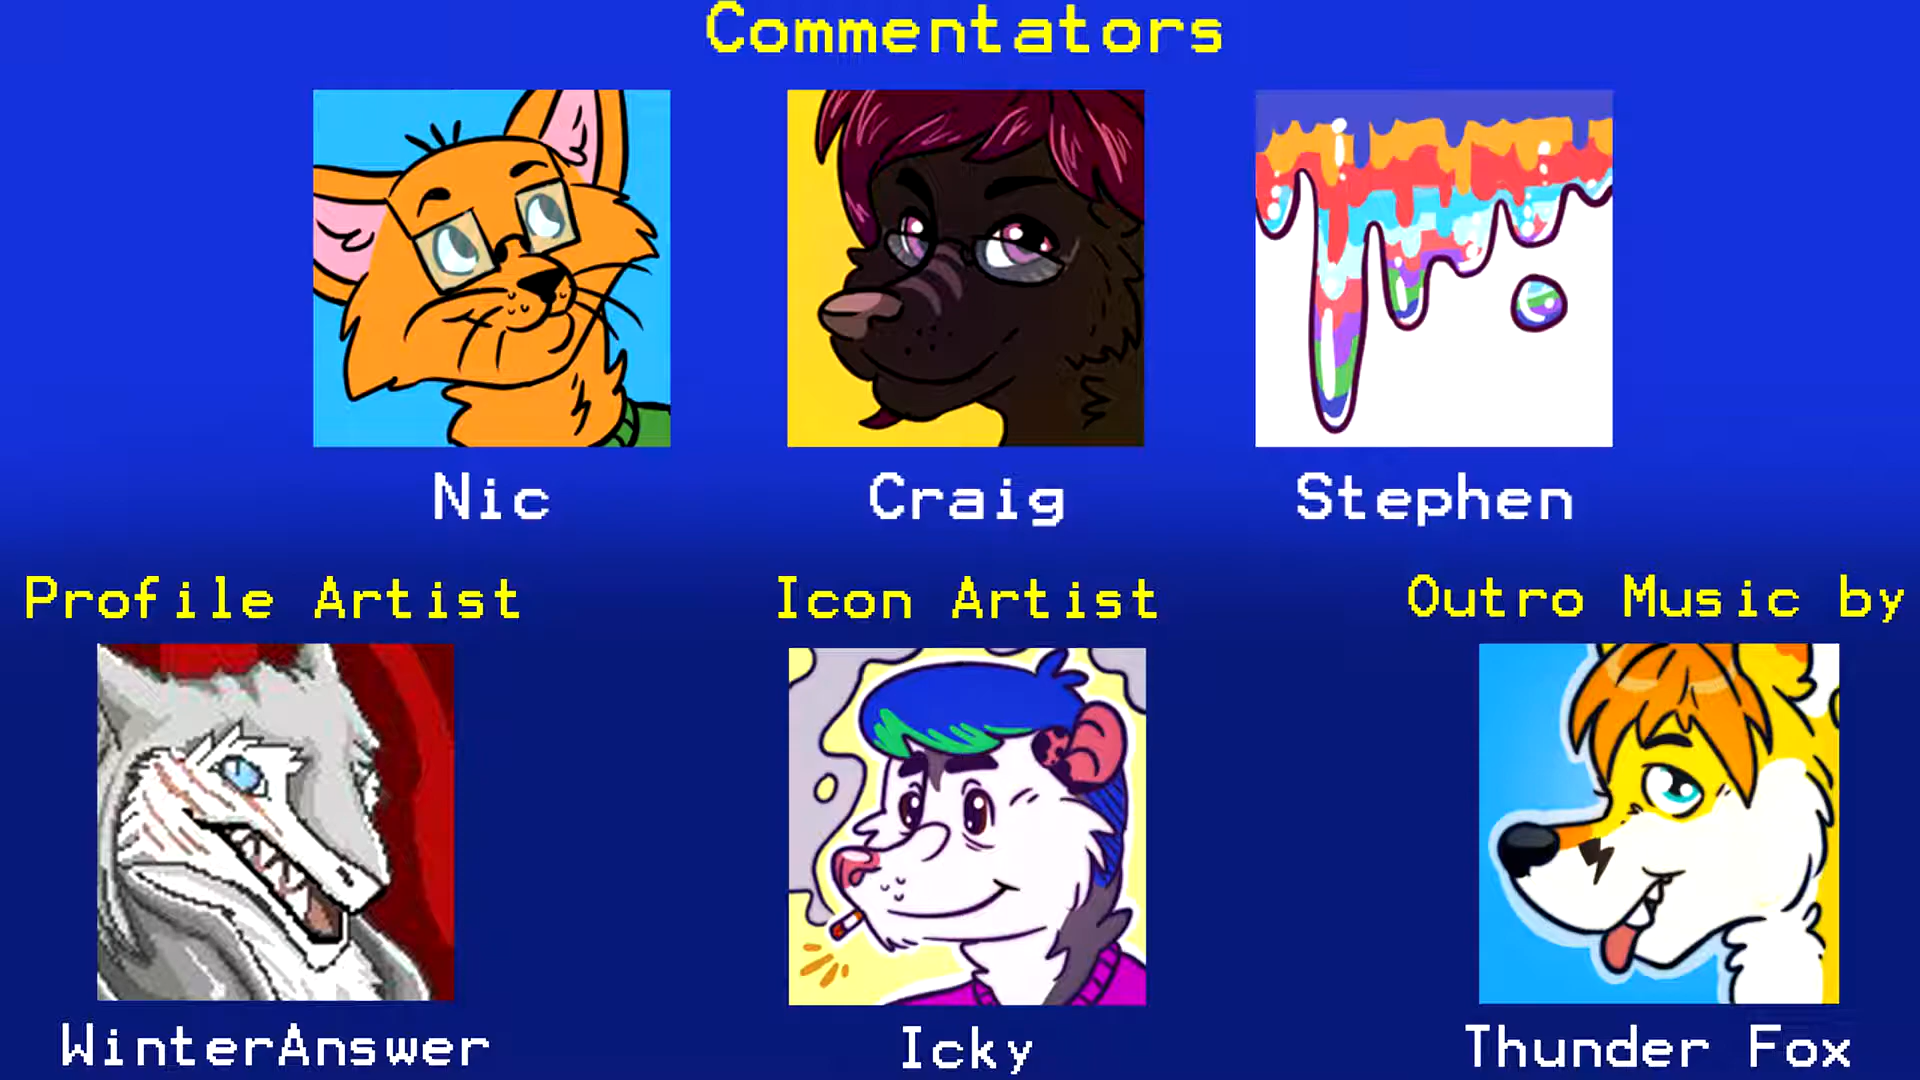 Commentators
Nic Craig Stephen
Profile Artist Icon Artist Outro Music by
WinterAnswer Icky Thunder Fox